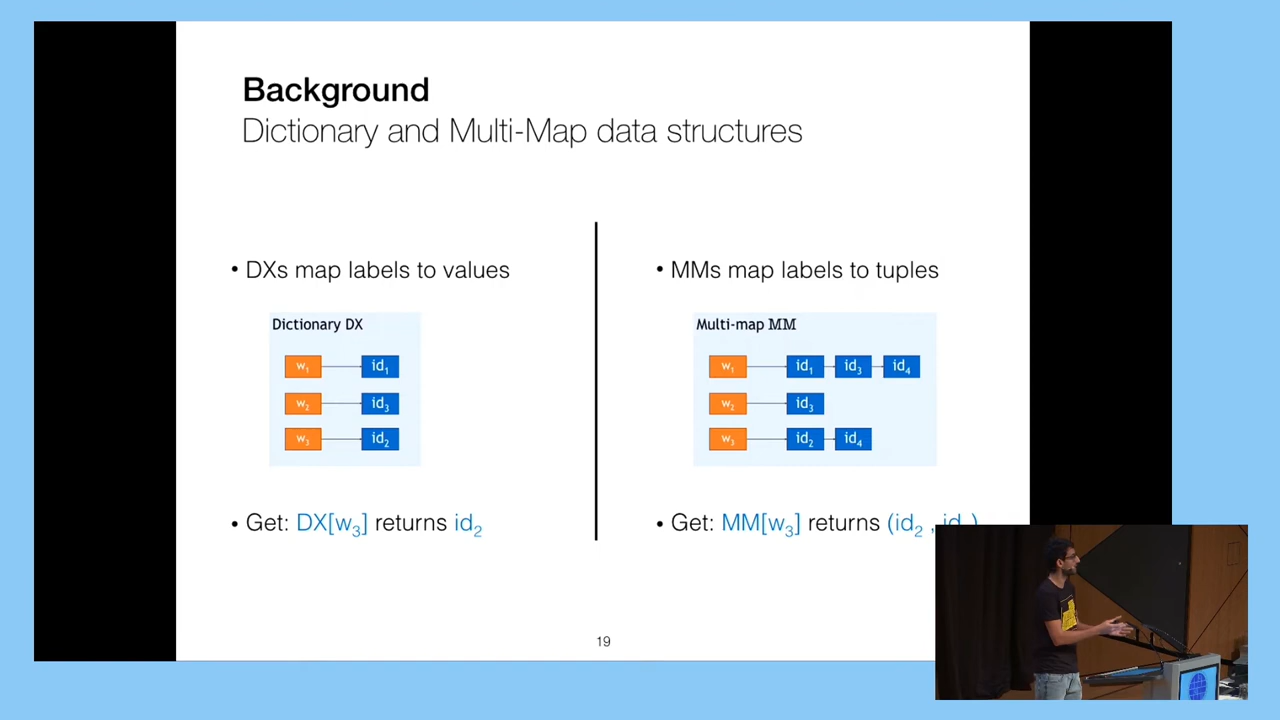 Background
Dictionary and Multi-Map data structures
• DXs map labels to values
Dictionary DX
w₁ id₁
w₂ id₃
w₃ id₂
• Get: DX[w₃] returns id₂
• MMs map labels to tuples
Multi-map MM
w₁ id₁ id₃ id₄
w₂ id₃
w₃ id₂ id₄
• Get: MM[w₃] returns (id₂ , id )
19